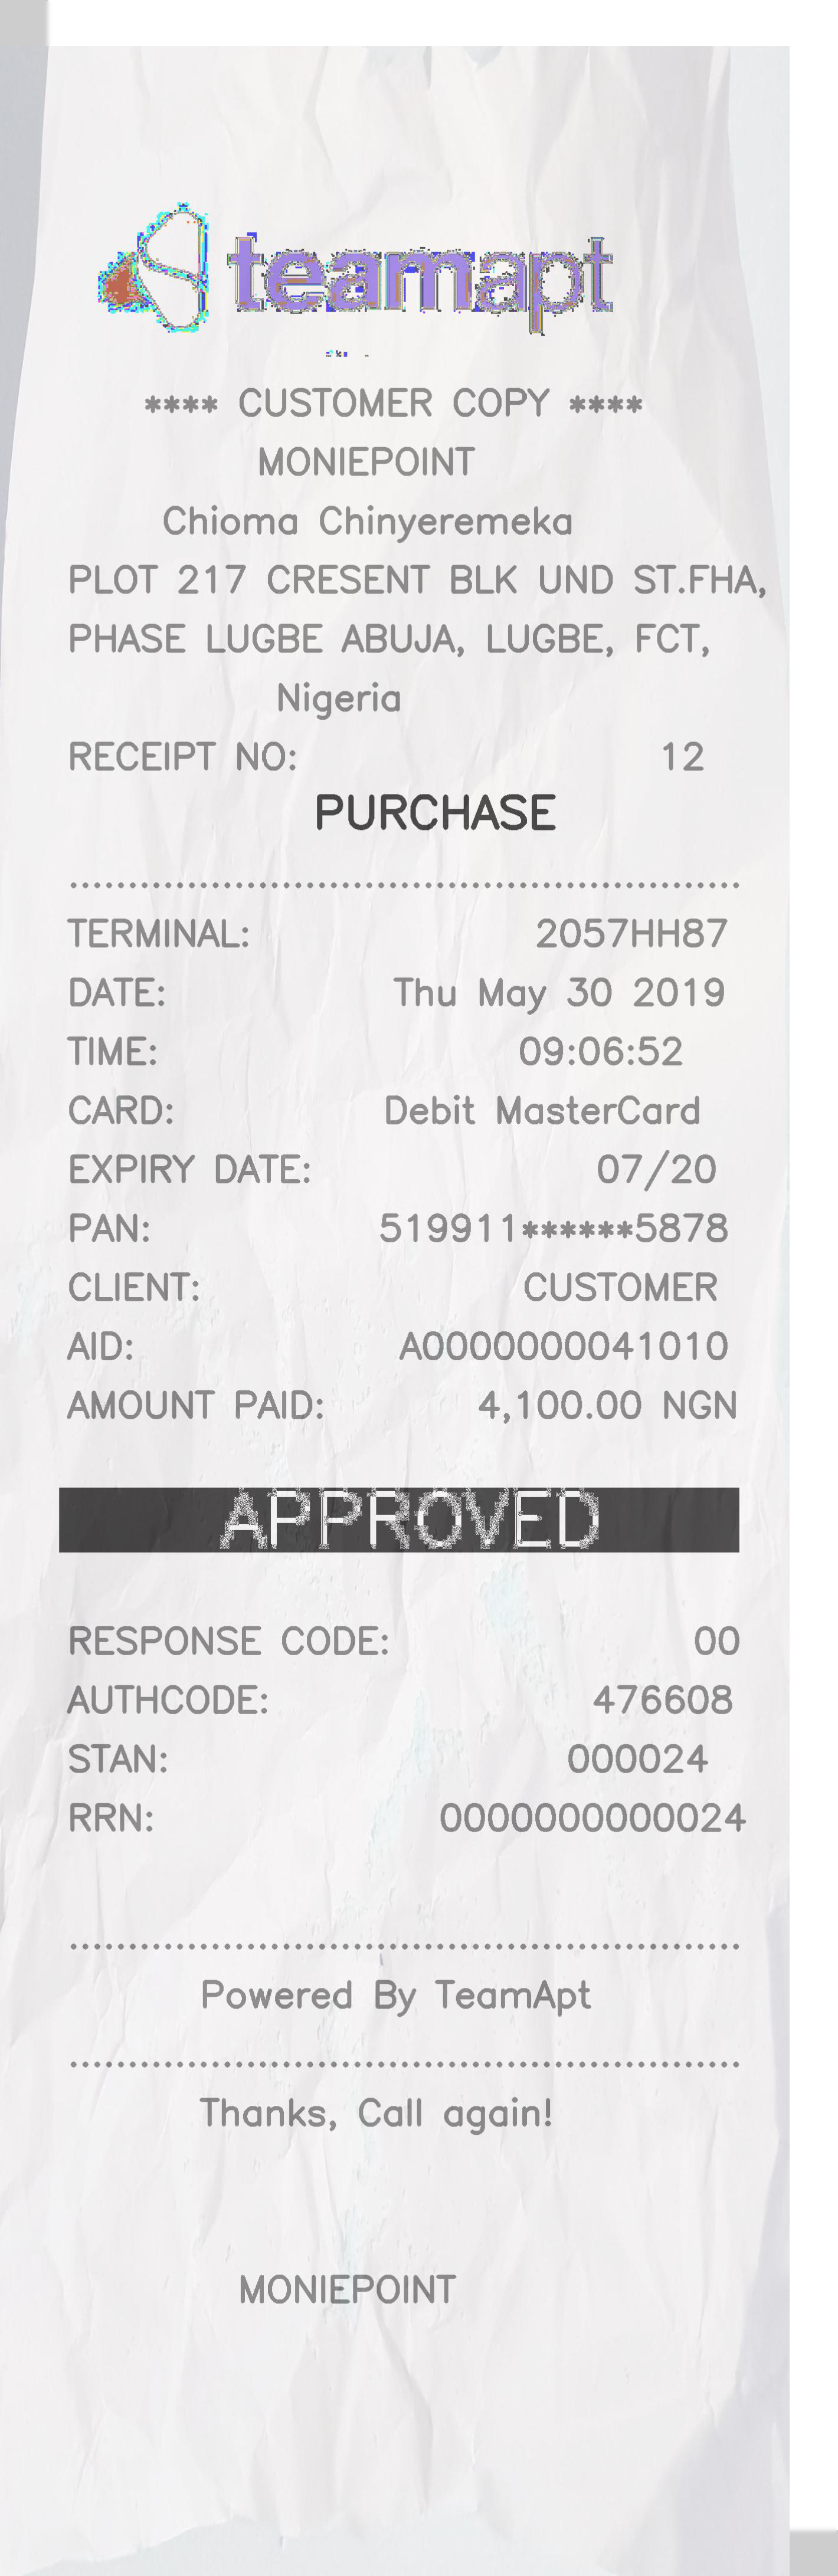 teamapt
**** CUSTOMER COPY ****
MONIEPOINT
Chioma Chinyeremeka
PLOT 217 CRESENT BLK UND ST.FHA,
PHASE LUGBE ABUJA, LUGBE, FCT,
Nigeria
RECEIPT NO: 12
PURCHASE
TERMINAL: 2057HH87
DATE: Thu May 30 2019
TIME: 09:06:52
CARD: Debit MasterCard
EXPIRY DATE: 07/20
PAN: 519911******5878
CLIENT: CUSTOMER
AID: A0000000041010
AMOUNT PAID: 4,100.00 NGN
APPROVED
RESPONSE CODE: 00
AUTHCODE: 476608
STAN: 000024
RRN: 0000000000024
Powered By TeamApt
Thanks, Call again!
MONIEPOINT